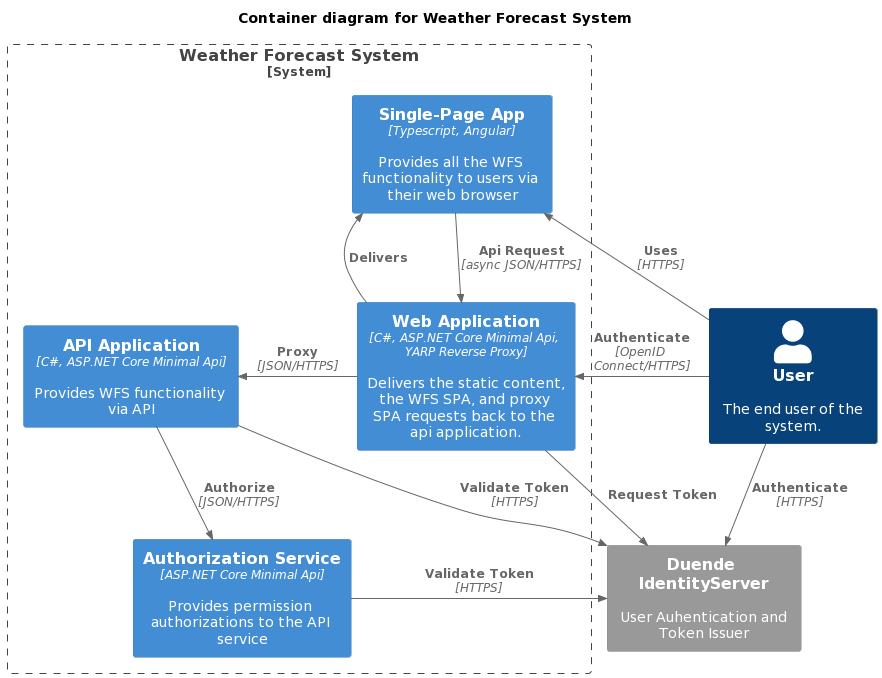 Container diagram for Weather Forecast System
Weather Forecast System
[System]
Single-Page App
[Typescript, Angular]
Provides all the WFS
functionality to users via
their web browser
Delivers
Api Request
[async JSON/HTTPS]
Uses
[HTTPS]
API Application
[C#, ASP.NET Core Minimal Api]
Provides WFS functionality
via API
Proxy
[JSON/HTTPS]
Web Application
[C#, ASP.NET Core Minimal Api,
YARP Reverse Proxy]
Delivers the static content,
the WFS SPA, and proxy
SPA requests back to the
api application.
Authenticate
[OpenID
Connect/HTTPS]
User
The end user of the
system.
Authorize
[JSON/HTTPS]
Validate Token
[HTTPS]
Request Token
Authenticate
[HTTPS]
Authorization Service
[ASP.NET Core Minimal Api]
Provides permission
authorizations to the API
service
Validate Token
[HTTPS]
Duende
IdentityServer
User Auhentication and
Token Issuer